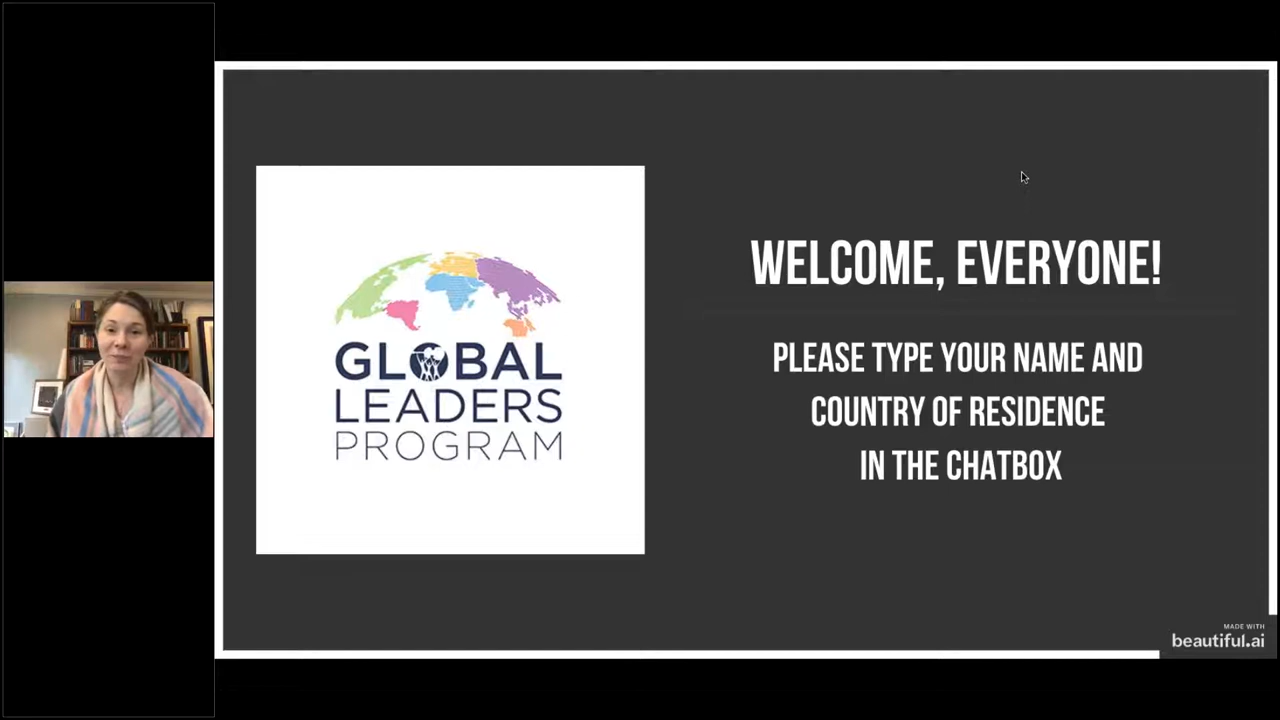 GLOBAL
LEADERS
PROGRAM
WELCOME, EVERYONE!
PLEASE TYPE YOUR NAME AND
COUNTRY OF RESIDENCE
IN THE CHATBOX
MADE WITH
beautiful.ai